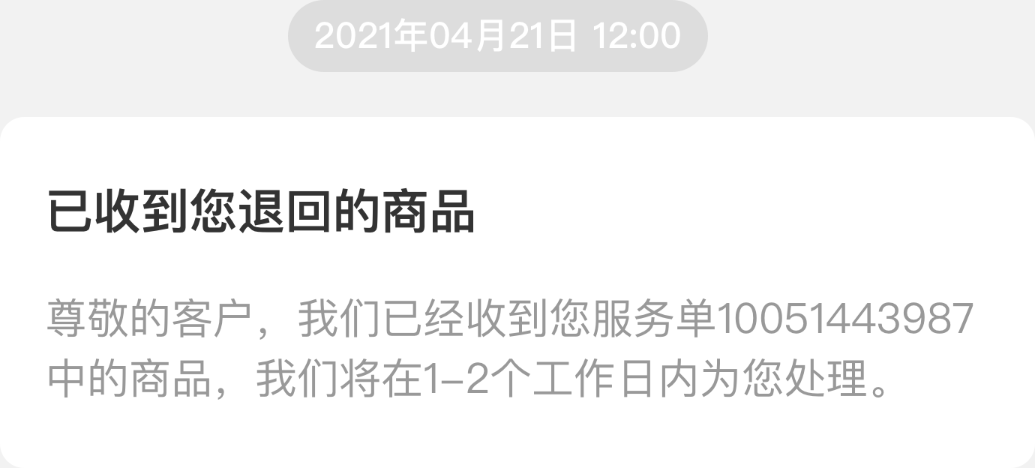 2021年04月21日 12:00
已收到您退回的商品
尊敬的客户，我们已经收到您服务单10051443987
中的商品，我们将在1-2个工作日内为您处理。